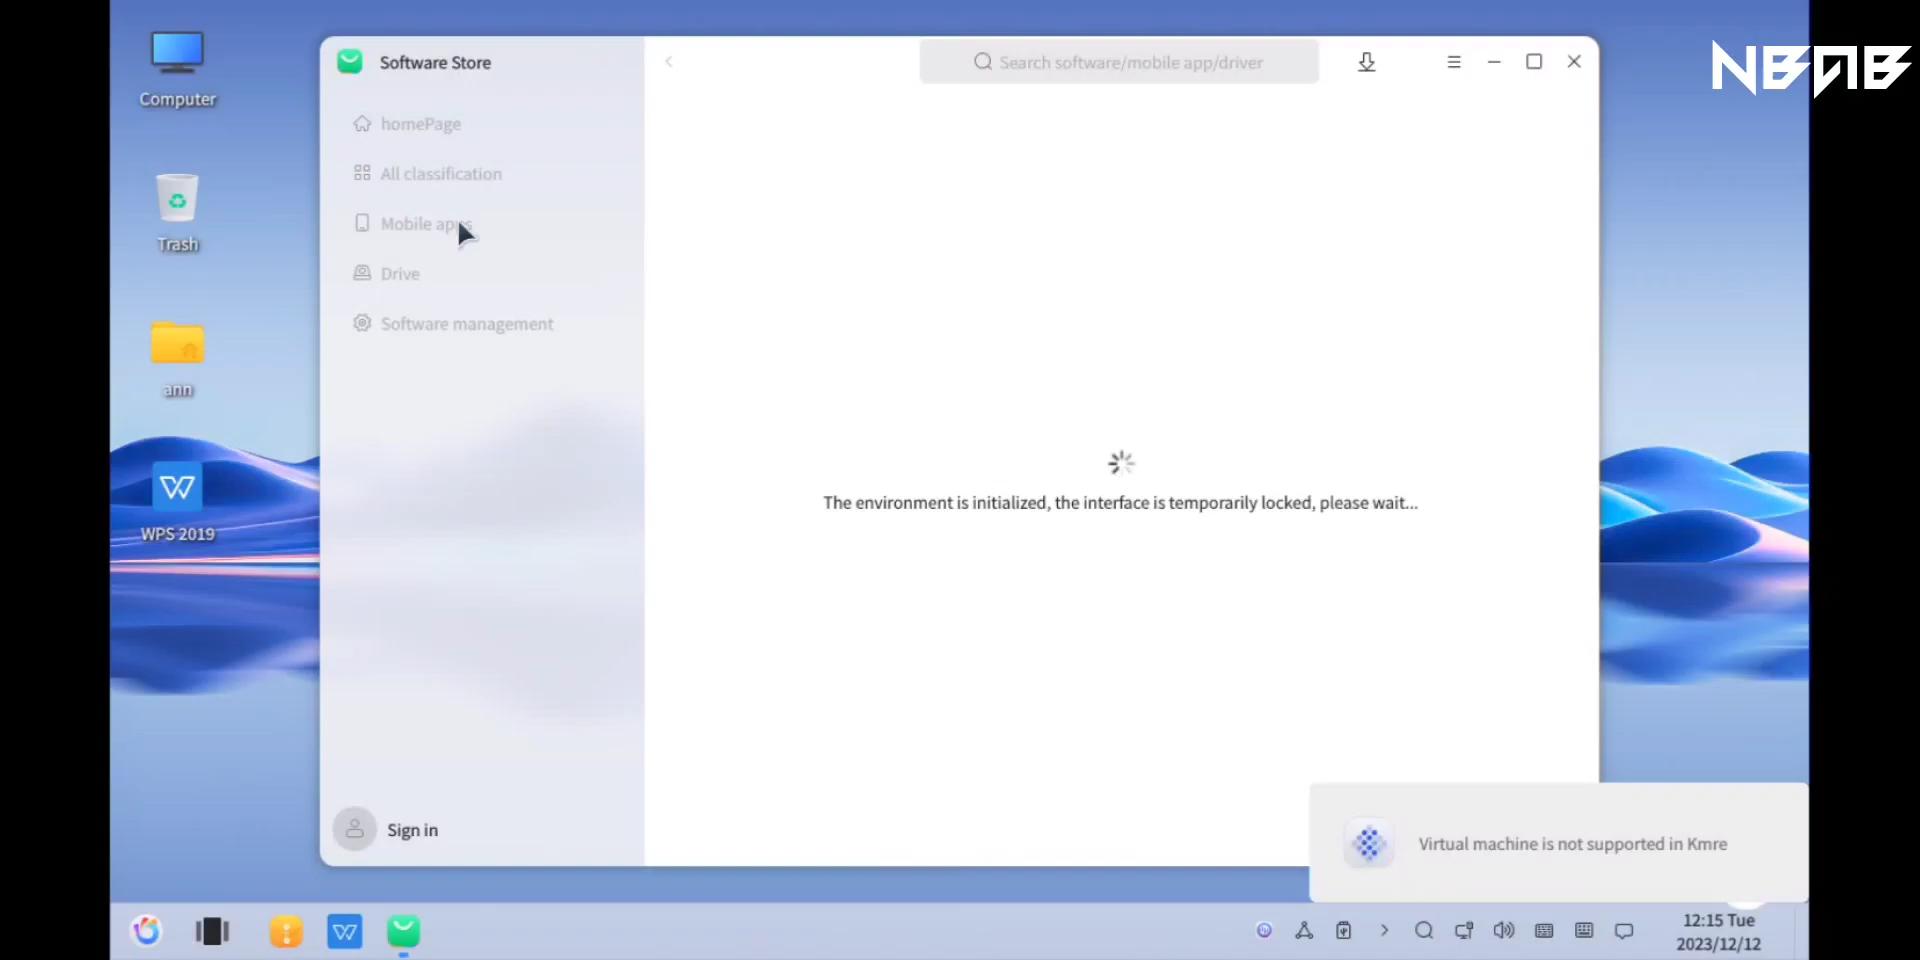 NBAB
Computer
Trash
ann
WPS 2019
Software Store
Search software/mobile app/driver
homePage
All classification
Mobile apps
Drive
Software management
The environment is initialized, the interface is temporarily locked, please wait...
Sign in
Virtual machine is not supported in Kmre
12:15 Tue
2023/12/12